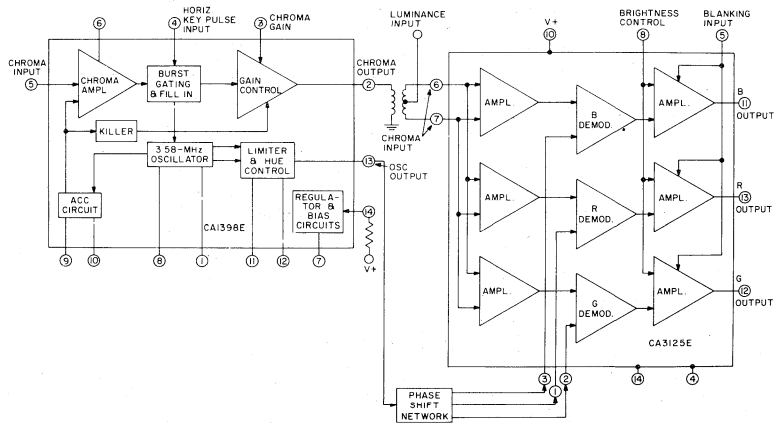 HORIZ
KEY PULSE
INPUT
6
4
3 CHROMA
GAIN
LUMINANCE
INPUT
V+
10
BRIGHTNESS
CONTROL
8
BLANKING
INPUT
5
CHROMA
INPUT
5
CHROMA
AMPL.
BURST
GATING
& FILL IN
GAIN
CONTROL
CHROMA
OUTPUT
2
6
7
CHROMA
INPUT
AMPL.
B
DEMOD.
AMPL.
B
11
OUTPUT
KILLER
3.58-MHz
OSCILLATOR
LIMITER
& HUE
CONTROL
13
OSC
OUTPUT
ACC
CIRCUIT
CA1398E
REGULA-
TOR &
BIAS
CIRCUITS
14
V+
9
10
8
1
11
12
7
AMPL.
R
DEMOD.
AMPL.
R
13
OUTPUT
AMPL.
G
DEMOD.
AMPL.
G
12
OUTPUT
CA3125E
3
1
2
14
4
PHASE
SHIFT
NETWORK